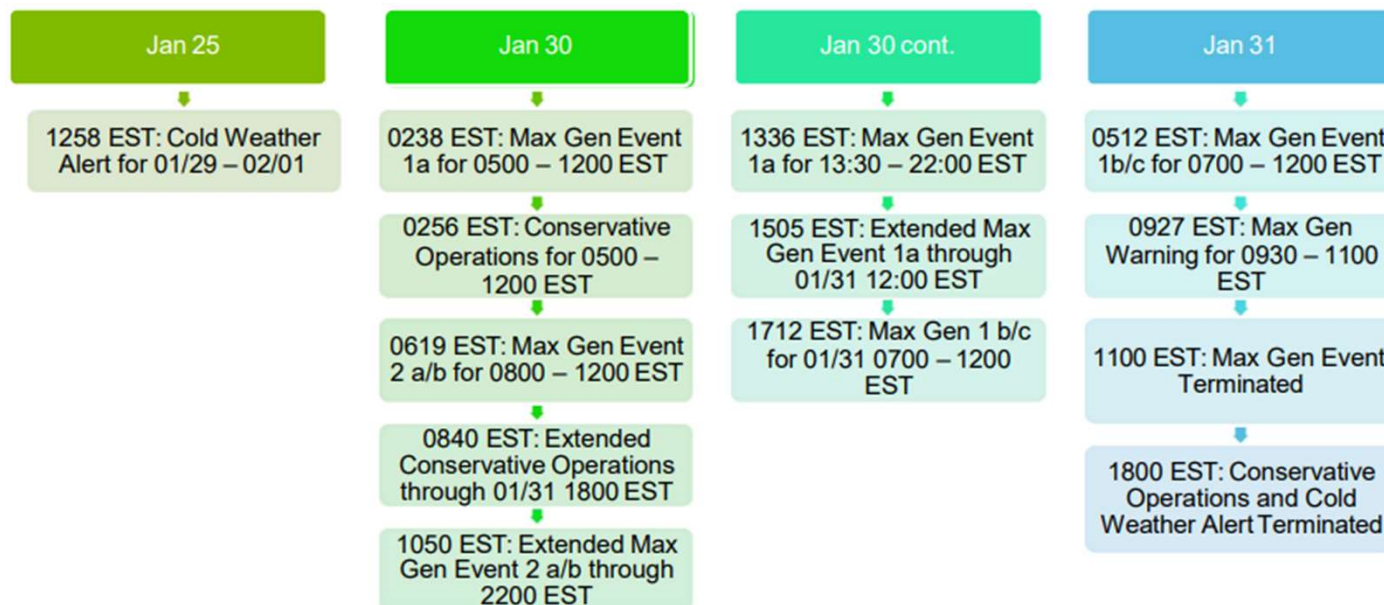 Jan 25
1258 EST: Cold Weather
Alert for 01/29 – 02/01
Jan 30
0238 EST: Max Gen Event
1a for 0500 – 1200 EST
0256 EST: Conservative
Operations for 0500 –
1200 EST
0619 EST: Max Gen Event
2 a/b for 0800 – 1200 EST
0840 EST: Extended
Conservative Operations
through 01/31 1800 EST
1050 EST: Extended Max
Gen Event 2 a/b through
2200 EST
Jan 30 cont.
1336 EST: Max Gen Event
1a for 13:30 – 22:00 EST
1505 EST: Extended Max
Gen Event 1a through
01/31 12:00 EST
1712 EST: Max Gen 1 b/c
for 01/31 0700 – 1200
EST
Jan 31
0512 EST: Max Gen Event
1b/c for 0700 – 1200 EST
0927 EST: Max Gen
Warning for 0930 – 1100
EST
1100 EST: Max Gen Event
Terminated
1800 EST: Conservative
Operations and Cold
Weather Alert Terminated